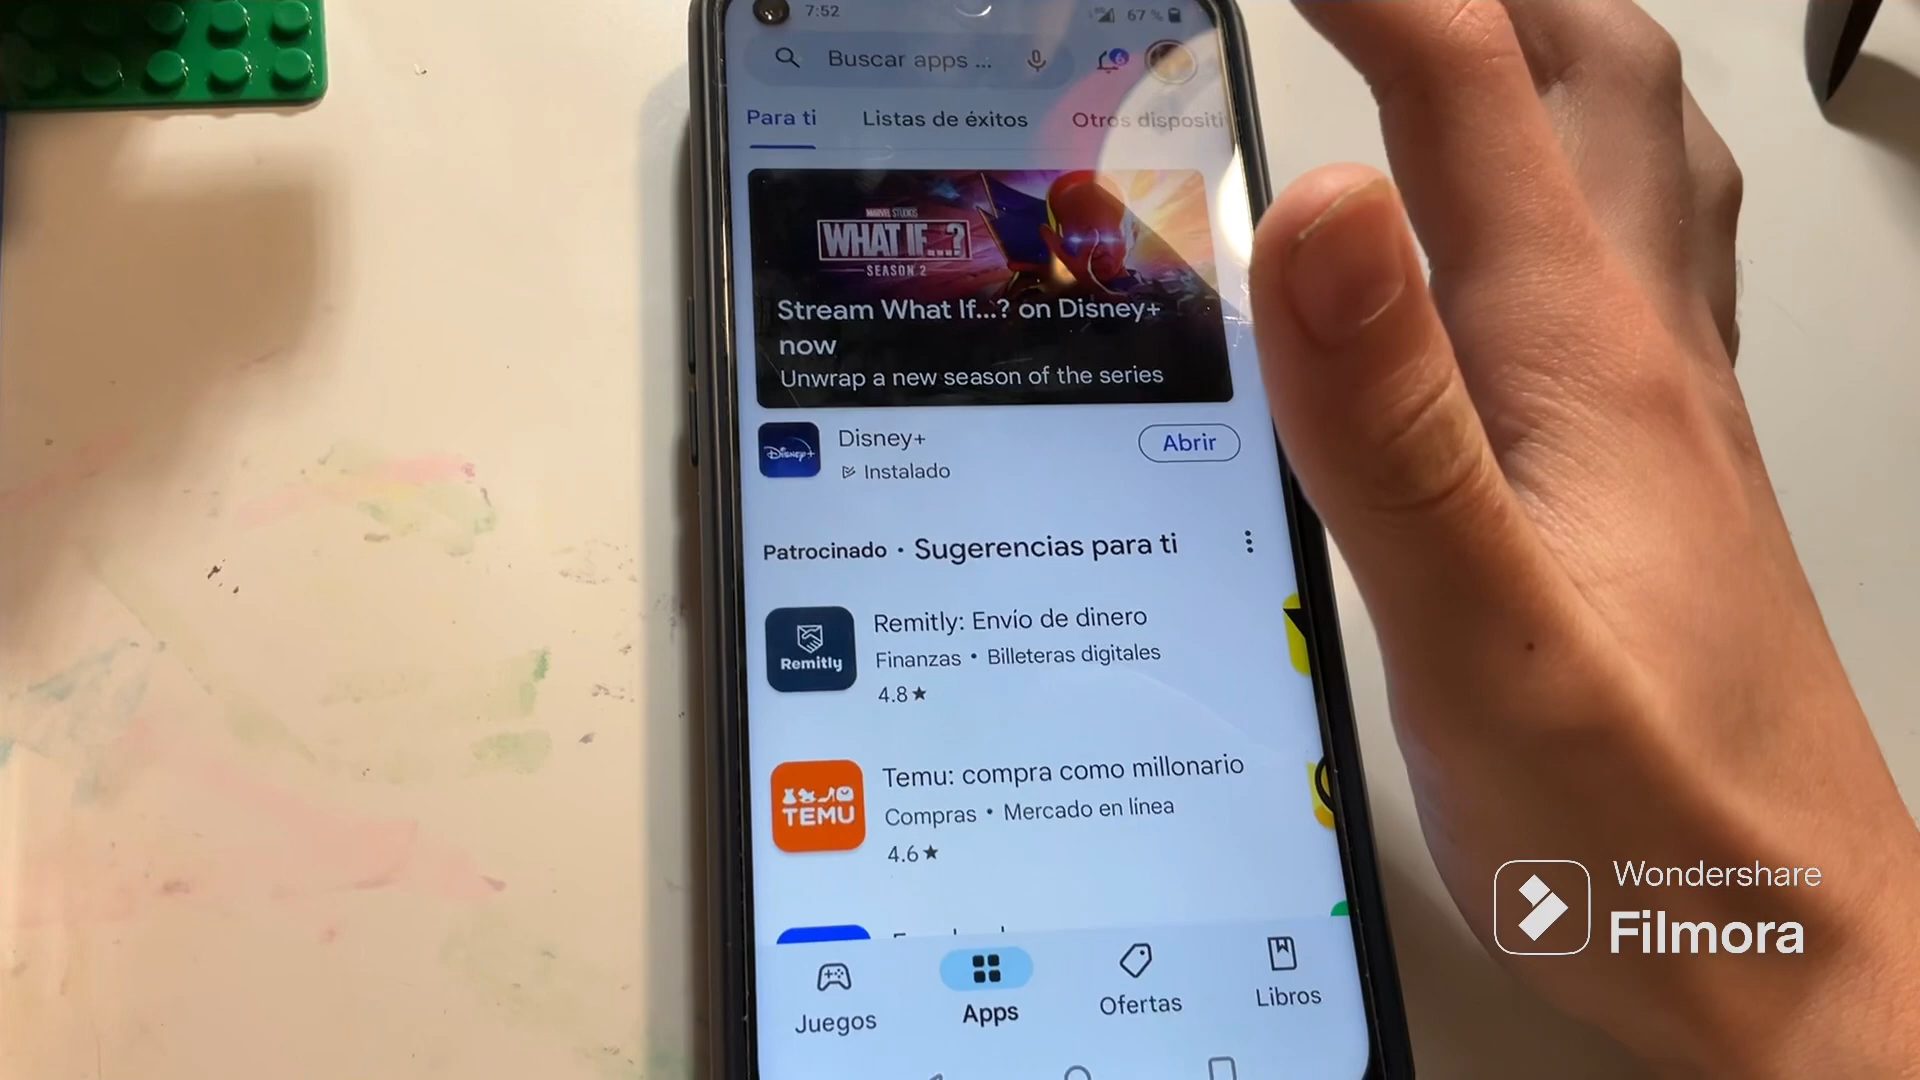 7:52
67 %
Buscar apps ...
6
Para ti
Listas de éxitos
Otros dispositi
MARVEL STUDIOS
WHAT IF...?
SEASON 2
Stream What If...? on Disney+
now
Unwrap a new season of the series
Disney+
Disney+
Instalado
Abrir
Patrocinado • Sugerencias para ti
Remitly
Remitly: Envío de dinero
Finanzas • Billeteras digitales
4.8★
TEMU
Temu: compra como millonario
Compras • Mercado en línea
4.6★
Juegos
Apps
Ofertas
Libros
Wondershare
Filmora